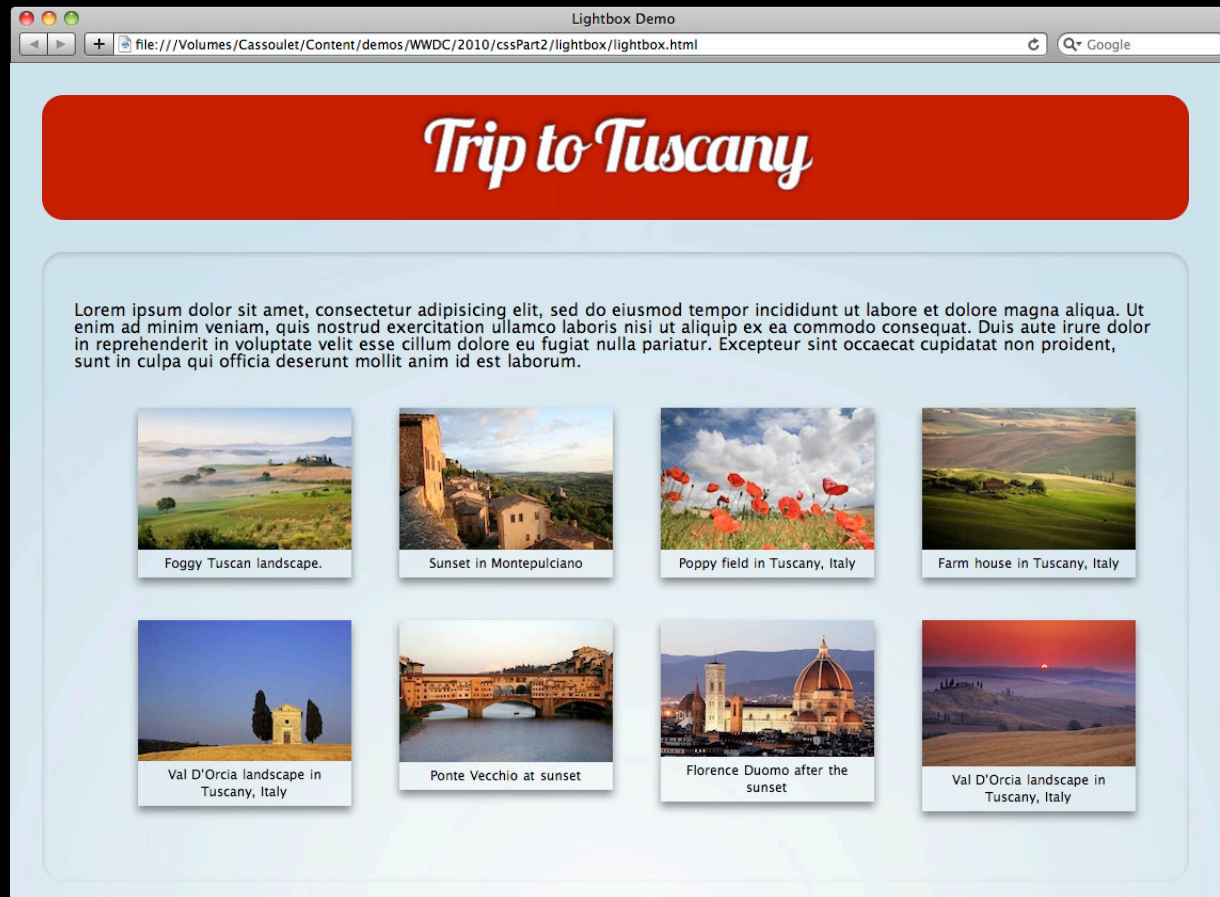 Lightbox Demo
file:///Volumes/Cassoulet/Content/demos/WWDC/2010/cssPart2/lightbox/lightbox.html
Google
Trip to Tuscany
Lorem ipsum dolor sit amet, consectetur adipisicing elit, sed do eiusmod tempor incididunt ut labore et dolore magna aliqua. Ut
enim ad minim veniam, quis nostrud exercitation ullamco laboris nisi ut aliquip ex ea commodo consequat. Duis aute irure dolor
in reprehenderit in voluptate velit esse cillum dolore eu fugiat nulla pariatur. Excepteur sint occaecat cupidatat non proident,
sunt in culpa qui officia deserunt mollit anim id est laborum.
Foggy Tuscan landscape.
Sunset in Montepulciano
Poppy field in Tuscany, Italy
Farm house in Tuscany, Italy
Val D'Orcia landscape in
Tuscany, Italy
Ponte Vecchio at sunset
Florence Duomo after the
sunset
Val D'Orcia landscape in
Tuscany, Italy